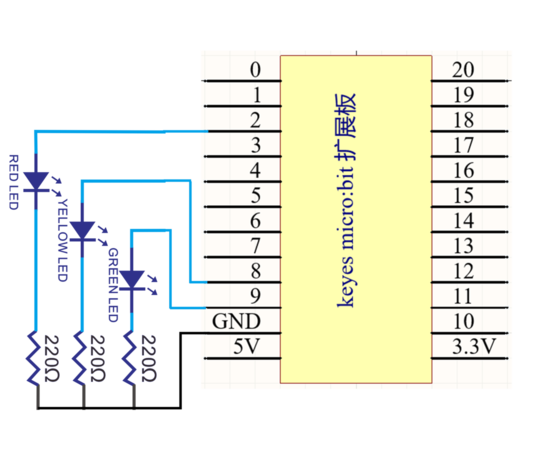 0
1
2
3
4
5
6
7
8
9
GND
5V
keyes micro:bit 扩展板
20
19
18
17
16
15
14
13
12
11
10
3.3V
RED LED
YELLOW LED
GREEN LED
220Ω
220Ω
220Ω